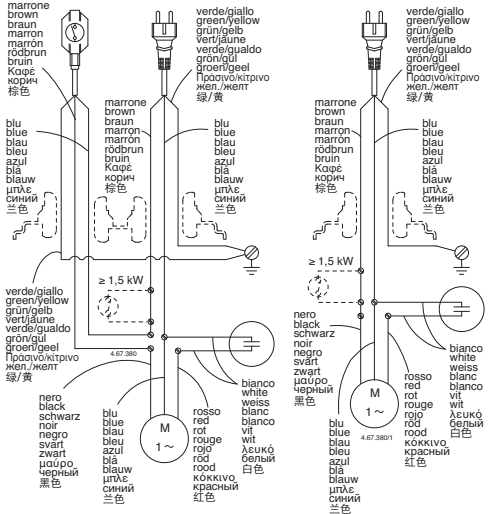 marrone
brown
braun
marron
marrón
rödbrun
bruin
Καφέ
корич
棕色
verde/giallo
green/yellow
grün/gelb
vert/jaune
verde/gualdo
grön/gül
groen/geel
Πράσινο/κίτρινο
жел./желт
绿/黄
verde/giallo
green/yellow
grün/gelb
vert/jaune
verde/gualdo
grön/gül
groen/geel
Πράσινο/κίτρινο
жел./желт
绿/黄
blu
blue
blau
bleu
azul
blå
blauw
μπλε
синий
兰色
marrone
brown
braun
marron
marrón
rödbrun
bruin
Καφέ
корич
棕色
blu
blue
blau
bleu
azul
blå
blauw
μπλε
синий
兰色
marrone
brown
braun
marron
marrón
rödbrun
bruin
Καφέ
корич
棕色
blu
blue
blau
bleu
azul
blå
blauw
μπλε
синий
兰色
≥ 1,5 kW
≥ 1,5 kW
verde/giallo
green/yellow
grün/gelb
vert/jaune
verde/gualdo
grön/gül
groen/geel
Πράσινο/κίτρινο
жел./желт
绿/黄
4.67.380
nero
black
schwarz
noir
negro
svart
zwart
μαύρο
черный
黑色
blu
blue
blau
bleu
azul
blå
blauw
μπλε
синий
兰色
M
1 ~
rosso
red
rot
rouge
rojo
röd
rood
κόκκινο
красный
红色
bianco
white
weiss
blanc
blanco
vit
wit
λευκό
белый
白色
nero
black
schwarz
noir
negro
svart
zwart
μαύρο
черный
黑色
blu
blue
blau
bleu
azul
blå
blauw
μπλε
синий
兰色
M
1 ~
4.67.380/1
rosso
red
rot
rouge
rojo
röd
rood
κόκκινο
красный
红色
bianco
white
weiss
blanc
blanco
vit
wit
λευκό
белый
白色